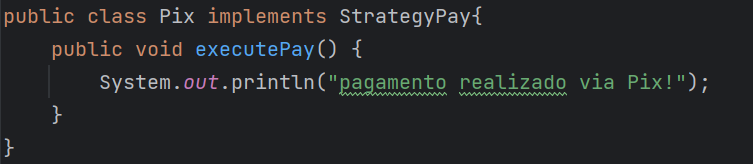 public class Pix implements StrategyPay{
    public void executePay() {
        System.out.println("pagamento realizado via Pix!");
    }
}